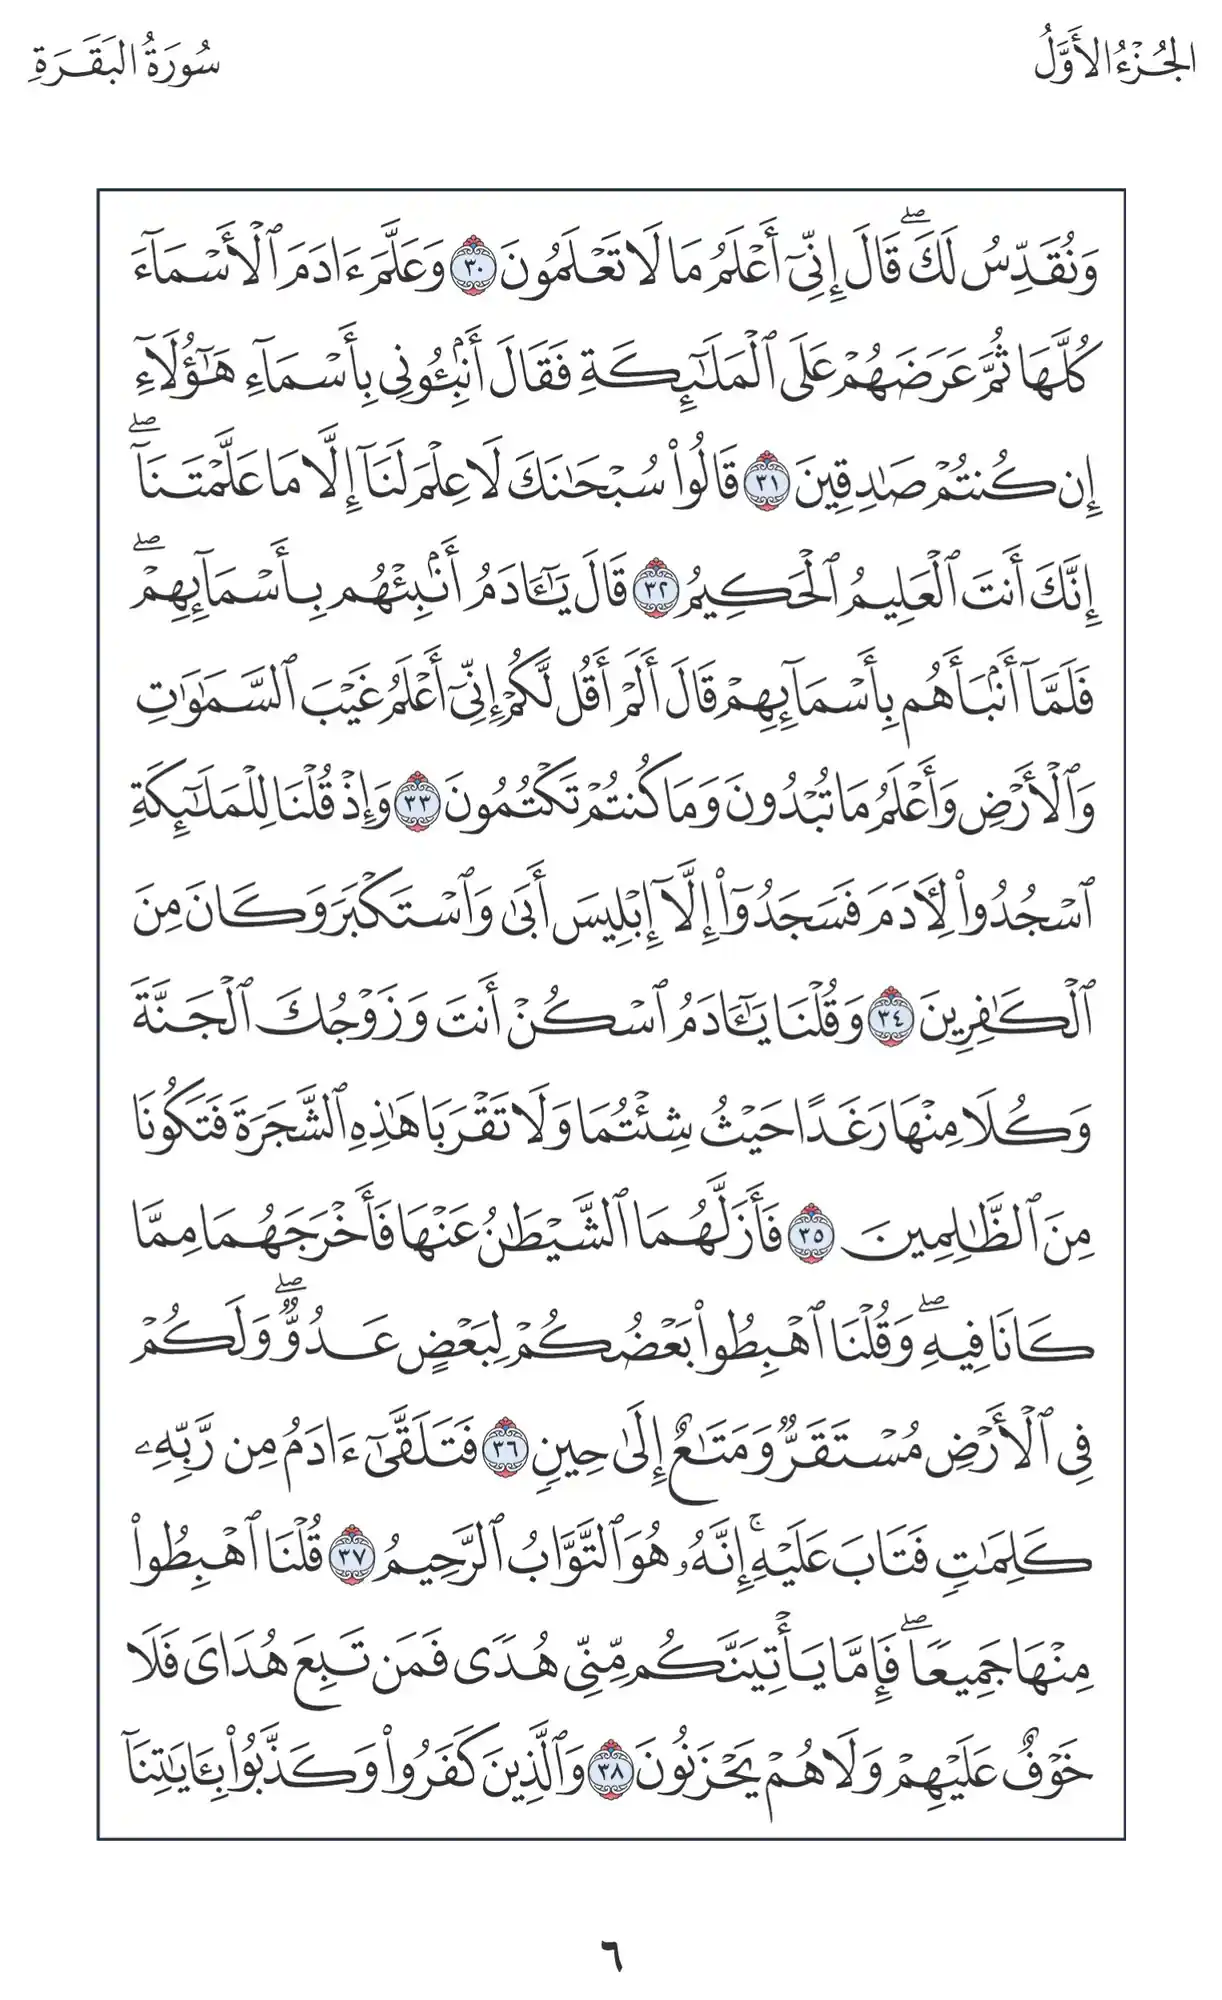 الجُزْءُ الأَوَّلُ
سُورَةُ البَقَرَةِ
وَنُقَدِّسُ لَكَۖ قَالَ إِنِّيٓ أَعۡلَمُ مَا لَا تَعۡلَمُونَ ٣٠ وَعَلَّمَ ءَادَمَ ٱلۡأَسۡمَآءَ
كُلَّهَا ثُمَّ عَرَضَهُمۡ عَلَى ٱلۡمَلَـٰٓئِكَةِ فَقَالَ أَنۢبِـُٔونِي بِأَسۡمَآءِ هَـٰٓؤُلَآءِ
إِن كُنتُمۡ صَـٰدِقِينَ ٣١ قَالُواْ سُبۡحَـٰنَكَ لَا عِلۡمَ لَنَآ إِلَّا مَا عَلَّمۡتَنَآۖ
إِنَّكَ أَنتَ ٱلۡعَلِيمُ ٱلۡحَكِيمُ ٣٢ قَالَ يَـٰٓـَٔادَمُ أَنۢبِئۡهُم بِأَسۡمَآئِهِمۡۖ
فَلَمَّآ أَنۢبَأَهُم بِأَسۡمَآئِهِمۡ قَالَ أَلَمۡ أَقُل لَّكُمۡ إِنِّيٓ أَعۡلَمُ غَيۡبَ ٱلسَّمَـٰوَٰتِ
وَٱلۡأَرۡضِ وَأَعۡلَمُ مَا تُبۡدُونَ وَمَا كُنتُمۡ تَكۡتُمُونَ ٣٣ وَإِذۡ قُلۡنَا لِلۡمَلَـٰٓئِكَةِ
ٱسۡجُدُواْ لِأٓدَمَ فَسَجَدُوٓاْ إِلَّآ إِبۡلِيسَ أَبَىٰ وَٱسۡتَكۡبَرَ وَكَانَ مِنَ
ٱلۡكَـٰفِرِينَ ٣٤ وَقُلۡنَا يَـٰٓـَٔادَمُ ٱسۡكُنۡ أَنتَ وَزَوۡجُكَ ٱلۡجَنَّةَ
وَكُلَا مِنۡهَا رَغَدًا حَيۡثُ شِئۡتُمَا وَلَا تَقۡرَبَا هَـٰذِهِ ٱلشَّجَرَةَ فَتَكُونَا
مِنَ ٱلظَّـٰلِمِينَ ٣٥ فَأَزَلَّهُمَا ٱلشَّيۡطَـٰنُ عَنۡهَا فَأَخۡرَجَهُمَا مِمَّا
كَانَا فِيهِۖ وَقُلۡنَا ٱهۡبِطُواْ بَعۡضُكُمۡ لِبَعۡضٍ عَدُوࣱّۖ وَلَكُمۡ
فِي ٱلۡأَرۡضِ مُسۡتَقَرࣱّ وَمَتَـٰعٌ إِلَىٰ حِينࣲ ٣٦ فَتَلَقَّىٰٓ ءَادَمُ مِن رَّبِّهِۦ
كَلِمَـٰتࣲ فَتَابَ عَلَيۡهِۚ إِنَّهُۥ هُوَ ٱلتَّوَّابُ ٱلرَّحِيمُ ٣٧ قُلۡنَا ٱهۡبِطُواْ
مِنۡهَا جَمِيعࣰاۖ فَإِمَّا يَأۡتِيَنَّكُم مِّنِّي هُدࣰى فَمَن تَبِعَ هُدَايَ فَلَا
خَوۡفٌ عَلَيۡهِمۡ وَلَا هُمۡ يَحۡزَنُونَ ٣٨ وَٱلَّذِينَ كَفَرُواْ وَكَذَّبُواْ بِـَٔايَـٰتِنَآ
٦